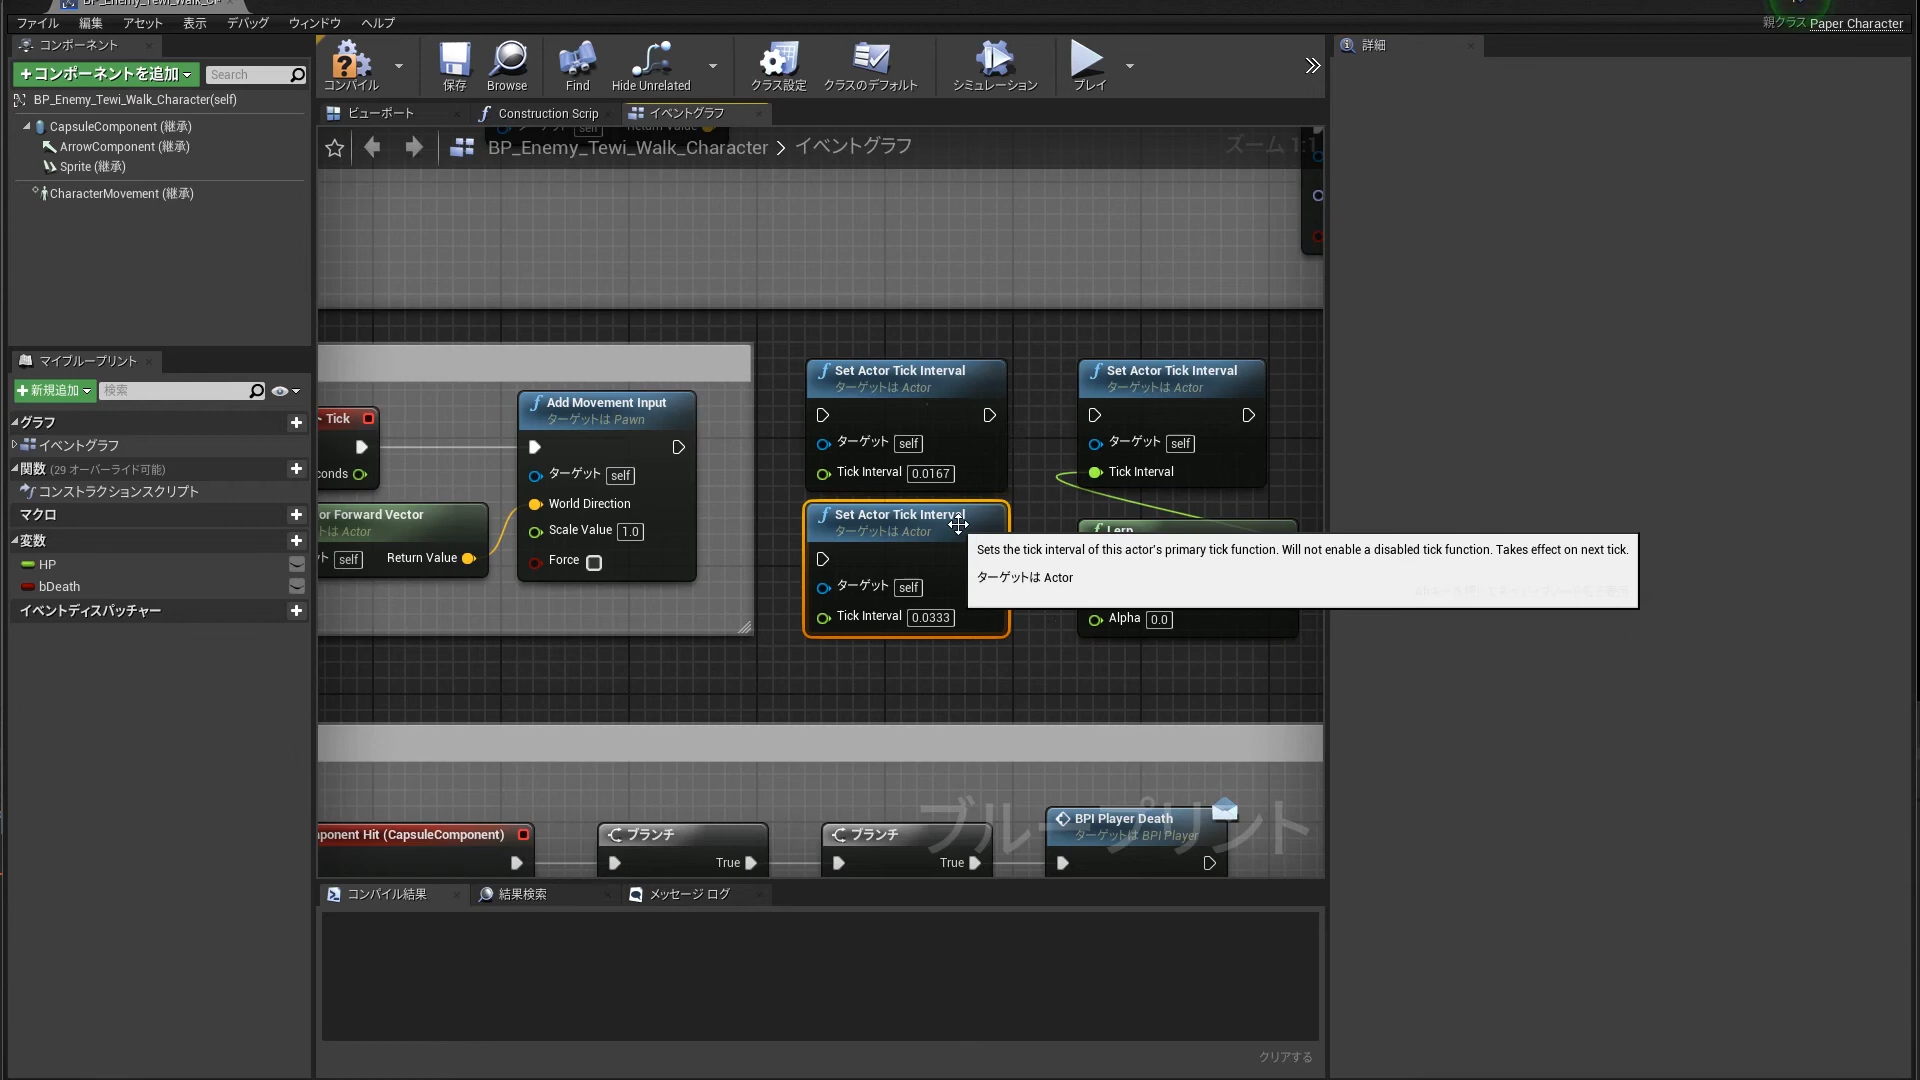 BP_Enemy_Tewi_Walk_Ch
ファイル 編集 アセット 表示 デバッグ ウィンドウ ヘルプ
親クラス Paper Character
コンポーネント
+コンポーネントを追加
Search
BP_Enemy_Tewi_Walk_Character(self)
CapsuleComponent (継承)
ArrowComponent (継承)
Sprite (継承)
CharacterMovement (継承)
マイブループリント
+新規追加
検索
グラフ
イベントグラフ
関数 (29 オーバーライド可能)
コンストラクションスクリプト
マクロ
変数
HP
bDeath
イベントディスパッチャー
コンパイル
保存
Browse
Find
Hide Unrelated
クラス設定
クラスのデフォルト
シミュレーション
プレイ
ビューポート
Construction Scrip
イベントグラフ
ターゲット self Return Value
BP_Enemy_Tewi_Walk_Character > イベントグラフ
ズーム 1:1
Tick
conds
or Forward Vector
トは Actor
ト self
Return Value
Add Movement Input
ターゲットは Pawn
ターゲット self
World Direction
Scale Value 1.0
Force
Set Actor Tick Interval
ターゲットは Actor
ターゲット self
Tick Interval 0.0167
Set Actor Tick Interval
ターゲットは Actor
ターゲット self
Tick Interval 0.0333
Set Actor Tick Interval
ターゲットは Actor
ターゲット self
Tick Interval
Lerp
Alpha 0.0
Sets the tick interval of this actor's primary tick function. Will not enable a disabled tick function. Takes effect on next tick.
ターゲットは Actor
ponent Hit (CapsuleComponent)
ブランチ
True
ブランチ
True
BPI Player Death
ターゲットは BPI Player
ブループリント
コンパイル結果
結果検索
メッセージ ログ
クリアする
詳細